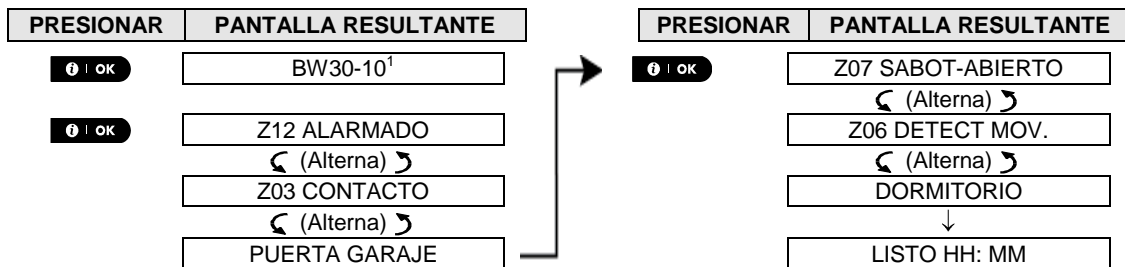 PRESIONAR PANTALLA RESULTANTE
i | OK BW30-10¹
i | OK Z12 ALARMADO
(Alterna)
Z03 CONTACTO
(Alterna)
PUERTA GARAJE
PRESIONAR PANTALLA RESULTANTE
i | OK Z07 SABOT-ABIERTO
(Alterna)
Z06 DETECT MOV.
(Alterna)
DORMITORIO
↓
LISTO HH: MM